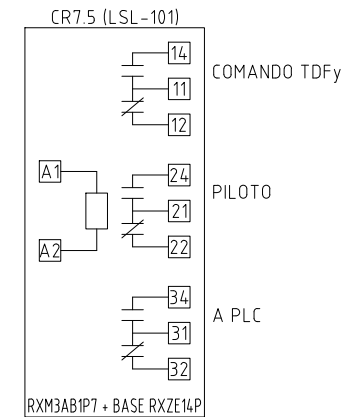 CR7.5 (LSL-101)
14
COMANDO TDFy
11
12
A1
24
PILOTO
21
A2
22
34
A PLC
31
32
RXM3AB1P7 + BASE RXZE14P